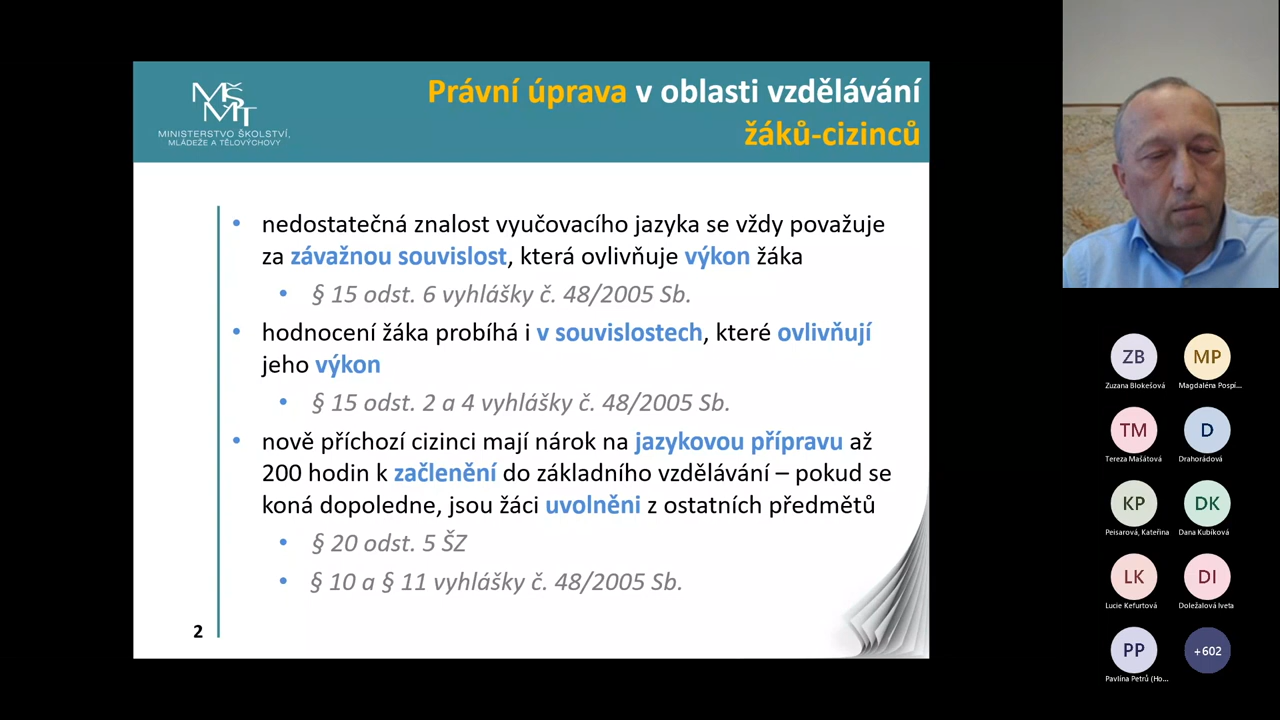 MŠMT
MINISTERSTVO ŠKOLSTVÍ,
MLÁDEŽE A TĚLOVÝCHOVY
Právní úprava v oblasti vzdělávání
žáků-cizinců
• nedostatečná znalost vyučovacího jazyka se vždy považuje
za závažnou souvislost, která ovlivňuje výkon žáka
• § 15 odst. 6 vyhlášky č. 48/2005 Sb.
• hodnocení žáka probíhá i v souvislostech, které ovlivňují
jeho výkon
• § 15 odst. 2 a 4 vyhlášky č. 48/2005 Sb.
• nově příchozí cizinci mají nárok na jazykovou přípravu až
200 hodin k začlenění do základního vzdělávání – pokud se
koná dopoledne, jsou žáci uvolněni z ostatních předmětů
• § 20 odst. 5 ŠZ
• § 10 a § 11 vyhlášky č. 48/2005 Sb.
2
ZB
MP
Zuzana Blokešová
Magdaléna Pospí...
TM
D
Tereza Mašátová
Drahorádová
KP
DK
Peisarová, Kateřina
Dana Kubíková
LK
DI
Lucie Kefurtová
Doležalová Iveta
PP
+602
Pavlína Petrů (Ho...